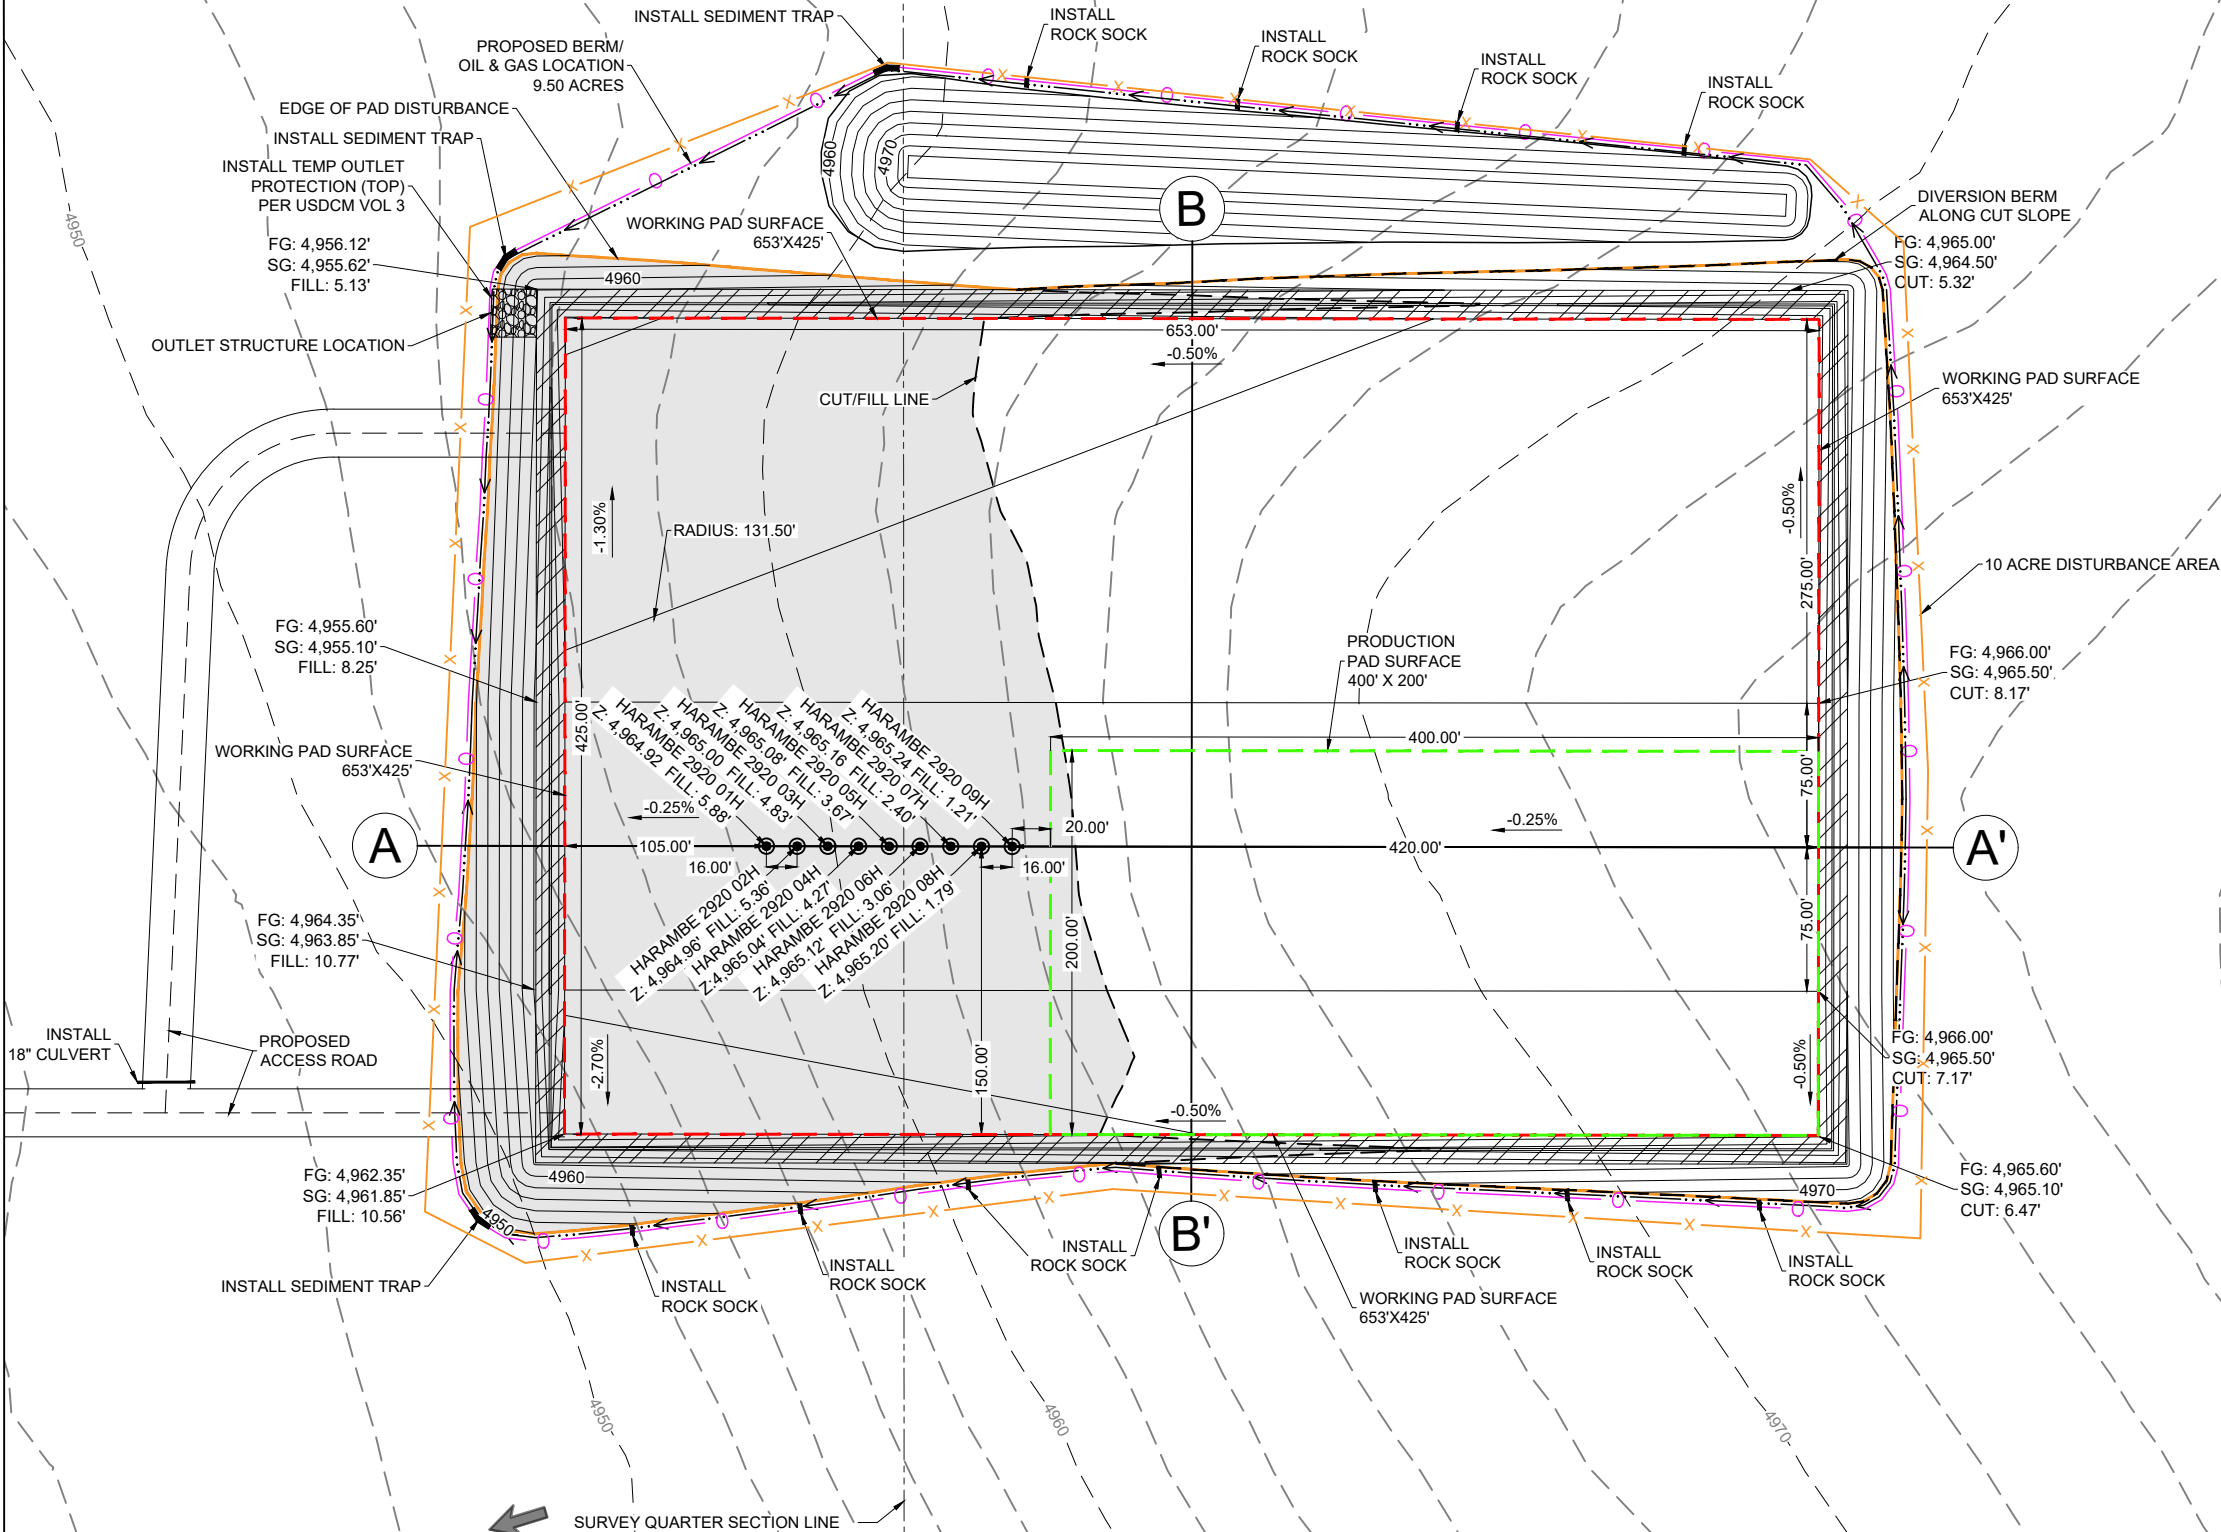 INSTALL SEDIMENT TRAP
INSTALL
ROCK SOCK
INSTALL
ROCK SOCK
INSTALL
ROCK SOCK
INSTALL
ROCK SOCK
PROPOSED BERM/
OIL & GAS LOCATION
9.50 ACRES
EDGE OF PAD DISTURBANCE
INSTALL SEDIMENT TRAP
INSTALL TEMP OUTLET
PROTECTION (TOP)
PER USDCM VOL 3
4960
4970
B
4950
WORKING PAD SURFACE
653'X425'
DIVERSION BERM
ALONG CUT SLOPE
FG: 4,956.12'
SG: 4,955.62'
FILL: 5.13'
4960
FG: 4,965.00'
SG: 4,964.50'
CUT: 5.32'
OUTLET STRUCTURE LOCATION
653.00'
-0.50%
CUT/FILL LINE
WORKING PAD SURFACE
653'X425'
-1.30%
RADIUS: 131.50'
-0.50%
275.00'
10 ACRE DISTURBANCE AREA
FG: 4,955.60'
SG: 4,955.10'
FILL: 8.25'
PRODUCTION
PAD SURFACE
400' X 200'
FG: 4,966.00'
SG: 4,965.50'
CUT: 8.17'
425.00'
HARAMBE 2920 01H
Z: 4,964.92 FILL: 5.88'
HARAMBE 2920 03H
Z: 4,965.00 FILL: 4.83'
HARAMBE 2920 05H
Z: 4,965.08' FILL: 3.67'
HARAMBE 2920 07H
Z: 4,965.16 FILL: 2.40'
HARAMBE 2920 09H
Z: 4,965.24 FILL: 1.21'
WORKING PAD SURFACE
653'X425'
400.00'
75.00'
-0.25%
20.00'
-0.25%
A
105.00'
420.00'
A'
16.00'
16.00'
HARAMBE 2920 02H
Z: 4,964.96' FILL: 5.36'
HARAMBE 2920 04H
Z:4,965.04' FILL: 4.27'
HARAMBE 2920 06H
Z: 4,965.12' FILL: 3.06'
HARAMBE 2920 08H
Z: 4,965.20' FILL: 1.79'
200.00'
75.00'
FG: 4,964.35'
SG: 4,963.85'
FILL: 10.77'
INSTALL
18" CULVERT
PROPOSED
ACCESS ROAD
-2.70%
150.00'
-0.50%
-0.50%
FG: 4,966.00'
SG: 4,965.50'
CUT: 7.17'
FG: 4,962.35'
SG: 4,961.85'
FILL: 10.56'
4960
4950
4970
FG: 4,965.60'
SG: 4,965.10'
CUT: 6.47'
B'
INSTALL SEDIMENT TRAP
INSTALL
ROCK SOCK
INSTALL
ROCK SOCK
INSTALL
ROCK SOCK
INSTALL
ROCK SOCK
INSTALL
ROCK SOCK
INSTALL
ROCK SOCK
WORKING PAD SURFACE
653'X425'
4950
4960
4970
SURVEY QUARTER SECTION LINE